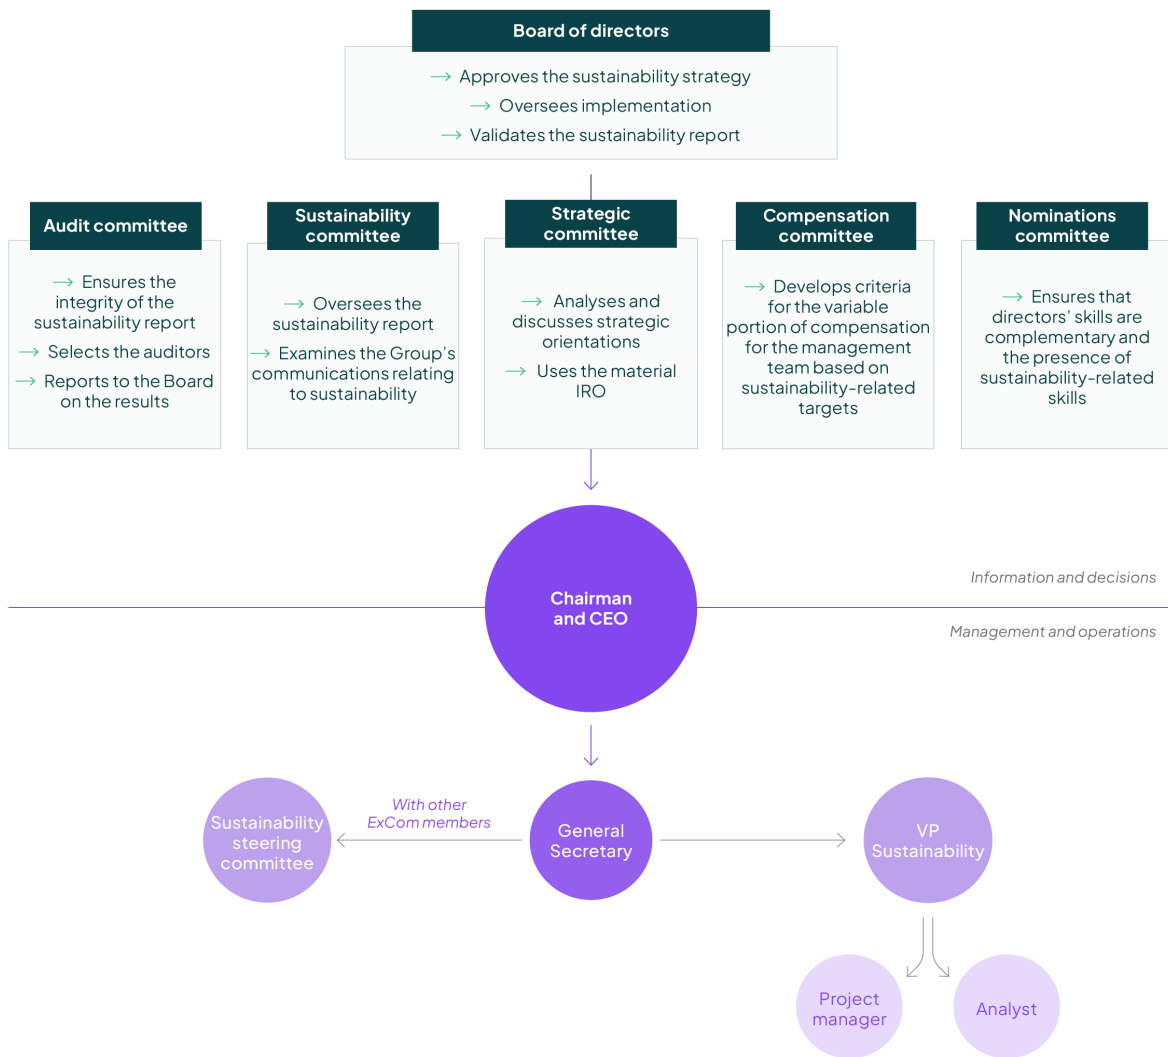 Board of directors
→ Approves the sustainability strategy
→ Oversees implementation
→ Validates the sustainability report
Audit committee
→ Ensures the
integrity of the
sustainability report
→ Selects the auditors
→ Reports to the Board
on the results
Sustainability
committee
→ Oversees the
sustainability report
→ Examines the Group’s
communications relating
to sustainability
Strategic
committee
→ Analyses and
discusses strategic
orientations
→ Uses the material
IRO
Compensation
committee
→ Develops criteria
for the variable
portion of compensation
for the management
team based on
sustainability-related
targets
Nominations
committee
→ Ensures that
directors’ skills are
complementary and
the presence of
sustainability-related
skills
Information and decisions
Chairman
and CEO
Management and operations
Sustainability
steering
committee
With other
ExCom members
General
Secretary
VP
Sustainability
Project
manager
Analyst